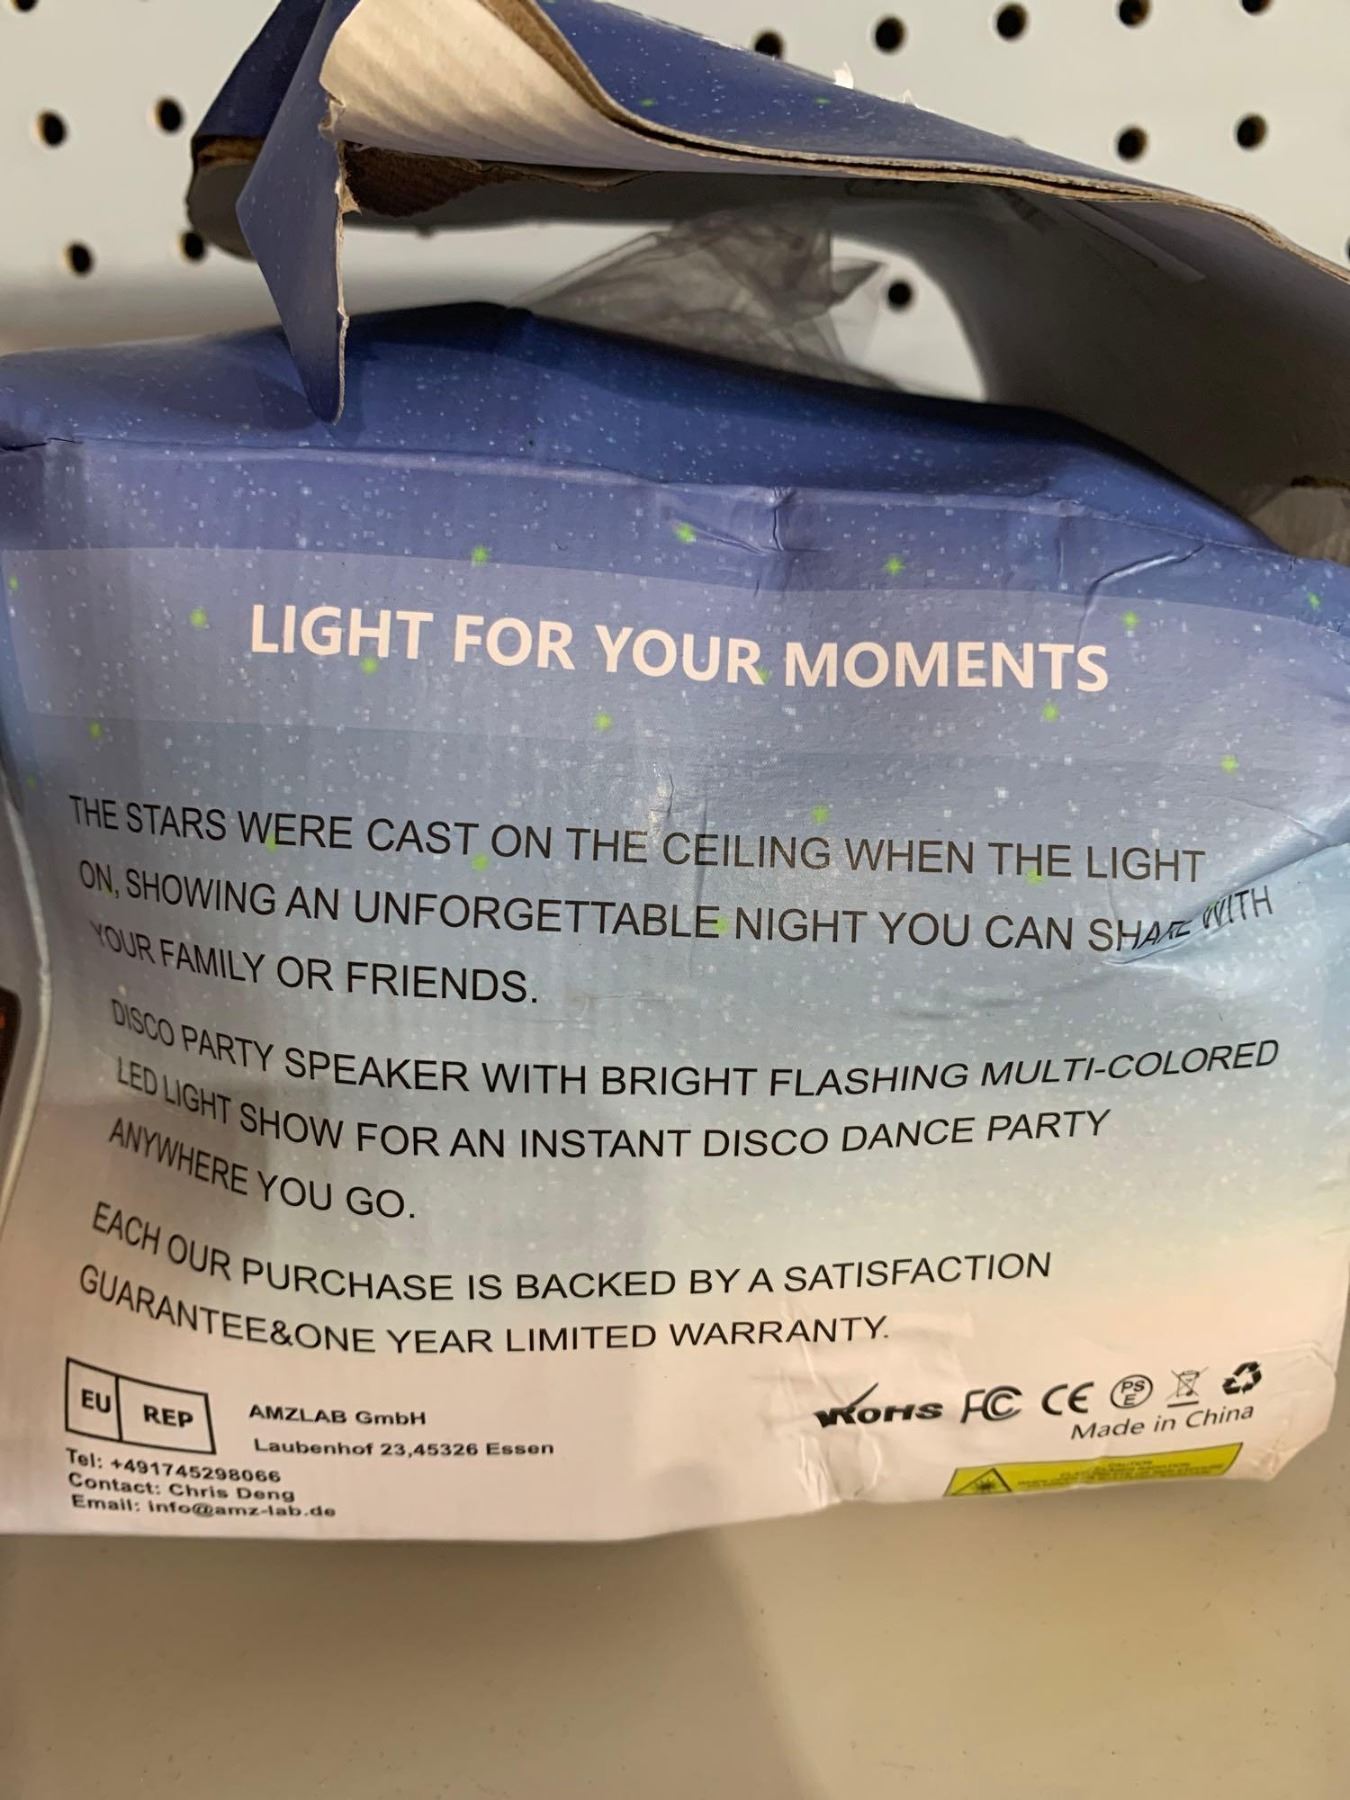 LIGHT FOR YOUR MOMENTS
THE STARS WERE CAST ON THE CEILING WHEN THE LIGHT
ON, SHOWING AN UNFORGETTABLE NIGHT YOU CAN SHARE WITH
YOUR FAMILY OR FRIENDS.
DISCO PARTY SPEAKER WITH BRIGHT FLASHING MULTI-COLORED
LED LIGHT SHOW FOR AN INSTANT DISCO DANCE PARTY
ANYWHERE YOU GO.
EACH OUR PURCHASE IS BACKED BY A SATISFACTION
GUARANTEE&ONE YEAR LIMITED WARRANTY.
EU REP
AMZLAB GmbH
Laubenhof 23,45326 Essen
Tel: +491745298066
Contact: Chris Deng
Email: info@amz-lab.de
ROHS FC CE PS E
Made in China
CAUTION